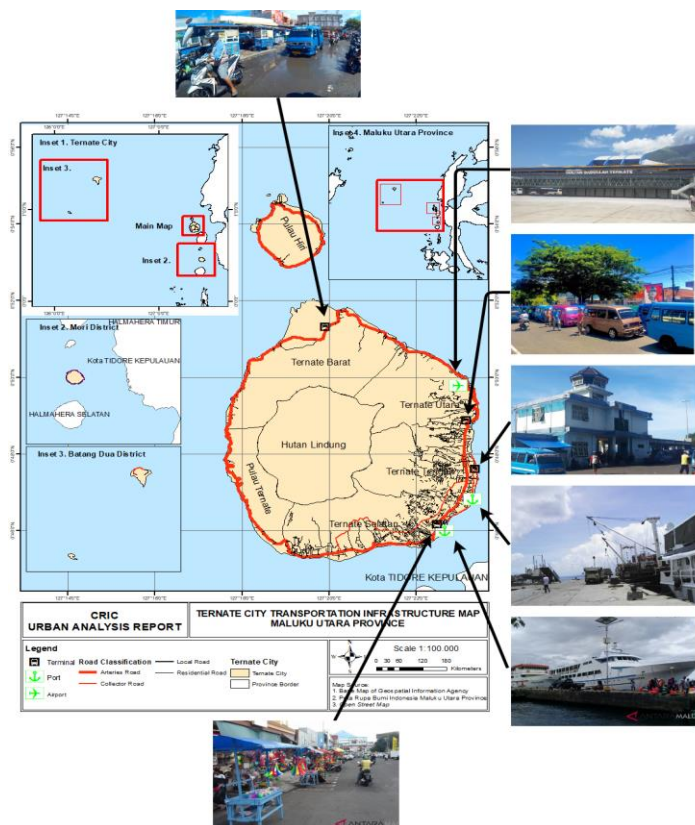 Inset 1. Ternate City
Inset 3.
Main Map
Inset 2.
Inset 4. Maluku Utara Province
Pulau Hiri
Inset 2. Mori District
HALMAHERA TIMUR
Kota TIDORE KEPULAUAN
HALMAHERA SELATAN
Inset 3. Batang Dua District
Ternate Barat
Ternate Utara
Hutan Lindung
Pulau Ternate
Ternate Selatan
Kota TIDORE KEPULAUAN
CRIC
URBAN ANALYSIS REPORT
TERNATE CITY TRANSPORTATION INFRASTRUCTURE MAP
MALUKU UTARA PROVINCE
Legend
Terminal
Port
Airport
Road Classification
Arteries Road
Collector Road
Local Road
Residential Road
Ternate City
Ternate City
Province Border
Scale 1:100.000
0 30 60 120 180
Kilometers
Map Source:
1. Base Map of Geospatial Information Agency
2. Peta Rupa Bumi Indonesia Maluku Utara Province
3. Open Street Map